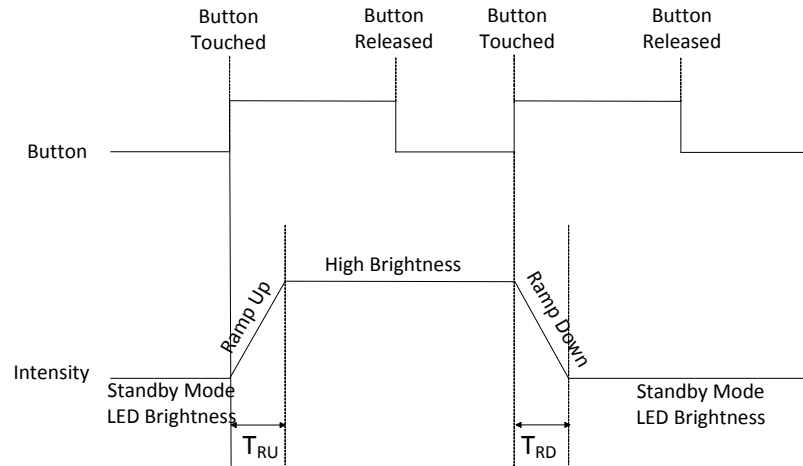 Button
Touched
Button
Released
Button
Touched
Button
Released
Button
Ramp Up
High Brightness
Ramp Down
Intensity
Standby Mode
LED Brightness
Standby Mode
LED Brightness
TRU
TRD